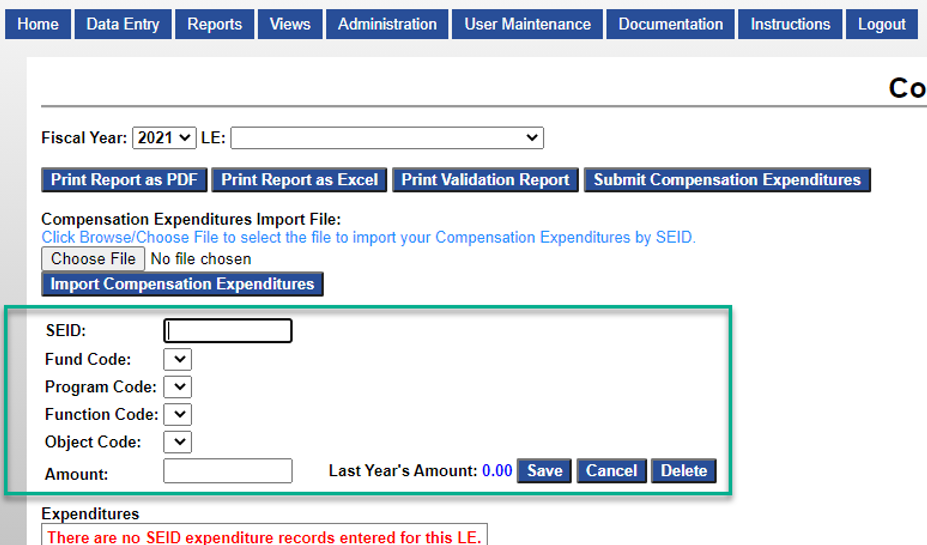 Home Data Entry Reports Views Administration User Maintenance Documentation Instructions Logout
Fiscal Year: 2021 LE:
Print Report as PDF Print Report as Excel Print Validation Report Submit Compensation Expenditures
Compensation Expenditures Import File:
Click Browse/Choose File to select the file to import your Compensation Expenditures by SEID.
Choose File No file chosen
Import Compensation Expenditures
SEID:
Fund Code:
Program Code:
Function Code:
Object Code:
Amount: Last Year's Amount: 0.00 Save Cancel Delete
Expenditures
There are no SEID expenditure records entered for this LE.